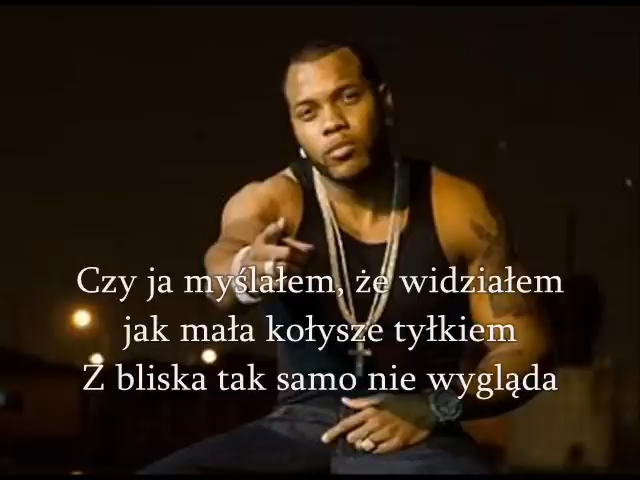 Czy ja myślałem, że widziałem
jak mała kołysze tyłkiem
Z bliska tak samo nie wygląda